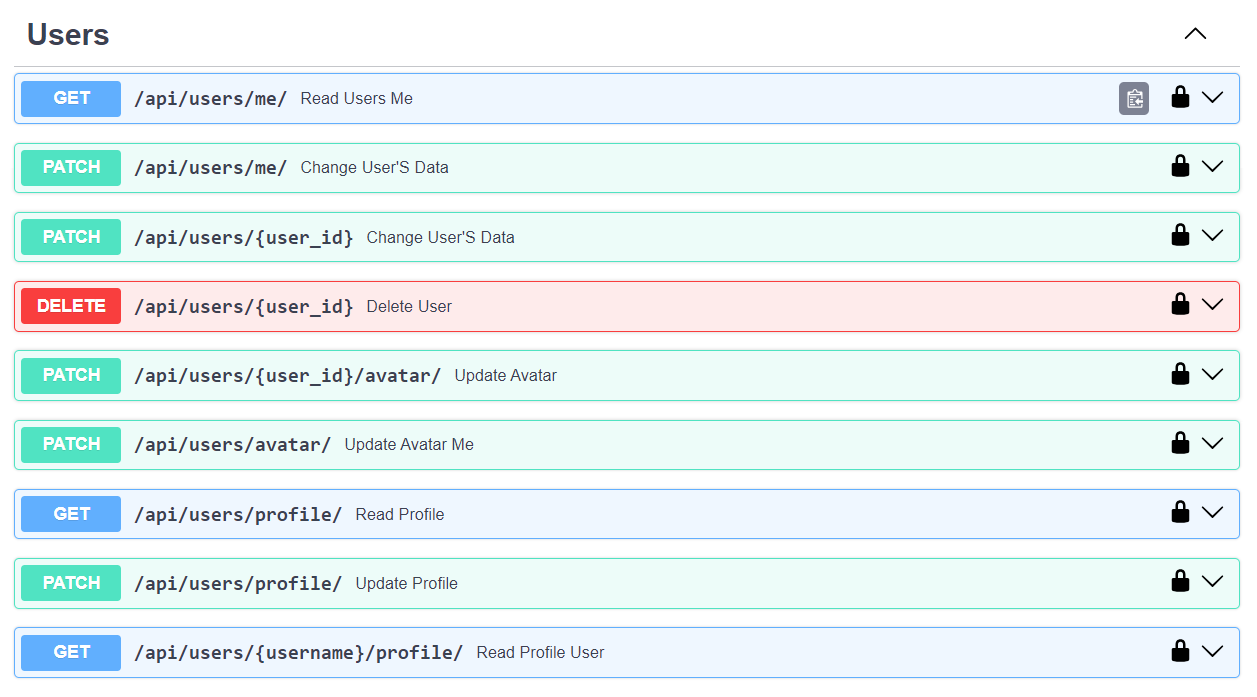 Users
GET /api/users/me/ Read Users Me
PATCH /api/users/me/ Change User'S Data
PATCH /api/users/{user_id} Change User'S Data
DELETE /api/users/{user_id} Delete User
PATCH /api/users/{user_id}/avatar/ Update Avatar
PATCH /api/users/avatar/ Update Avatar Me
GET /api/users/profile/ Read Profile
PATCH /api/users/profile/ Update Profile
GET /api/users/{username}/profile/ Read Profile User